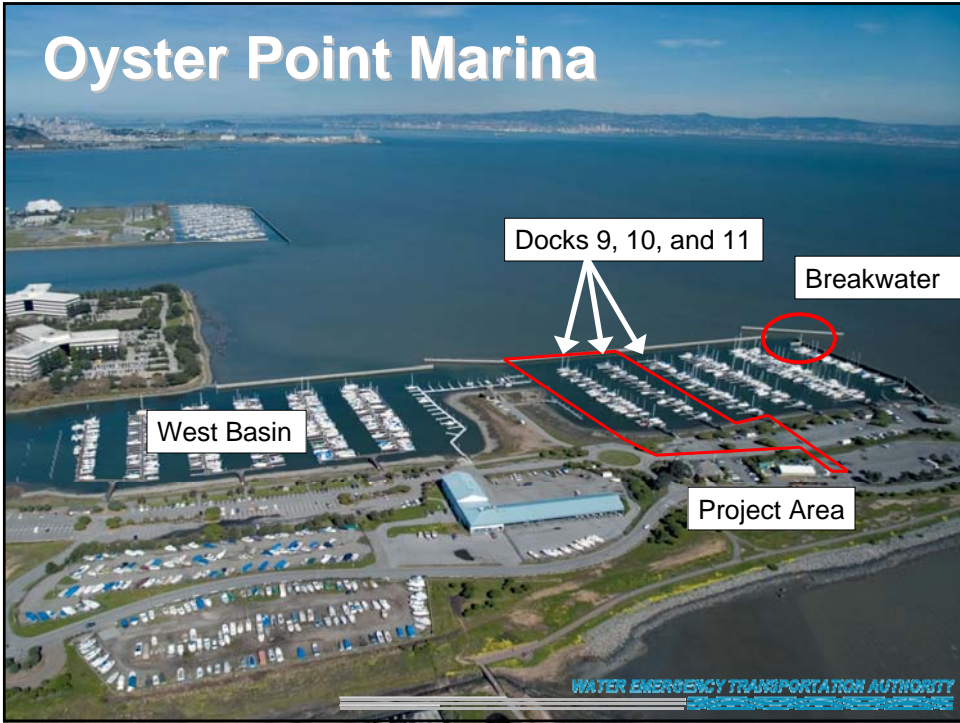 Oyster Point Marina
Docks 9, 10, and 11
Breakwater
West Basin
Project Area
WATER EMERGENCY TRANSPORTATION AUTHORITY